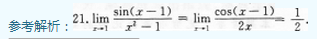 参考解析： 21. lim_{x→1} sin(x－1)/(x²－1) = lim_{x→1} cos(x－1)/(2x) = 1/2.